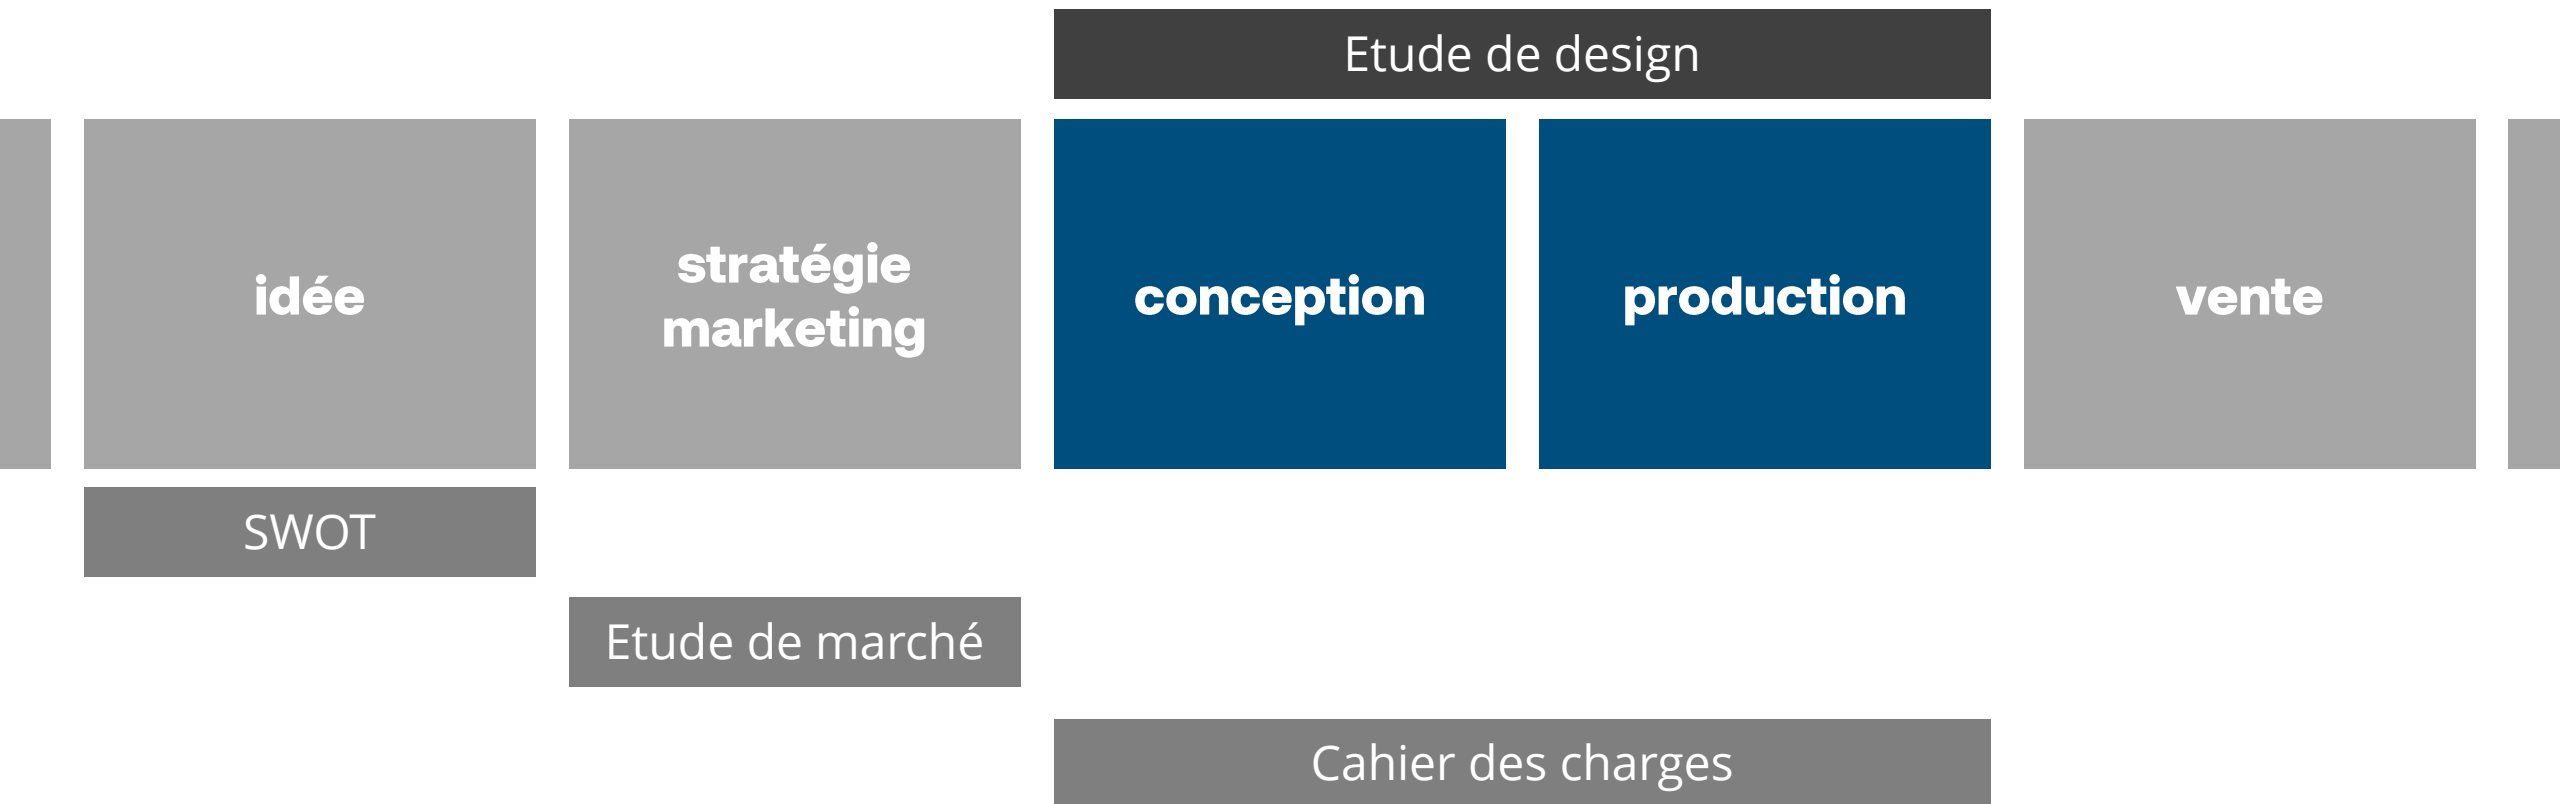 Etude de design
idée
stratégie
marketing
conception
production
vente
SWOT
Etude de marché
Cahier des charges